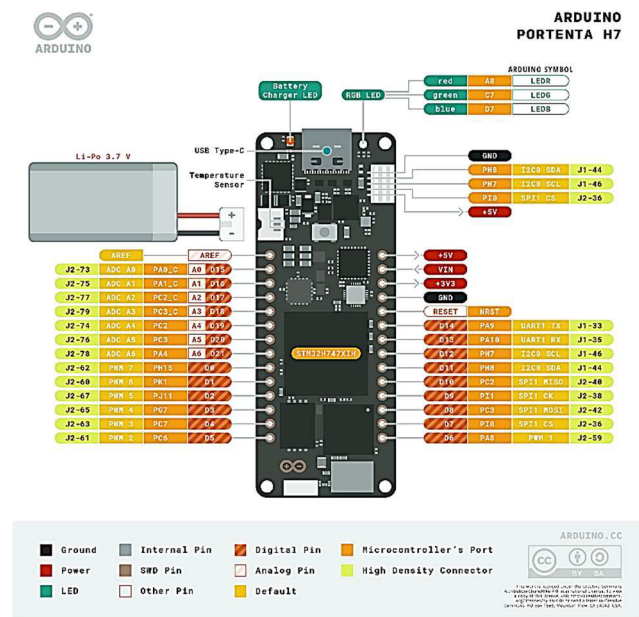 ARDUINO
ARDUINO
PORTENTA H7
ARDUINO SYMBOL
Battery
Charger LED
RGB LED
red A8 LEDR
green C7 LEDG
blue D7 LEDB
USB Type-C
Li-Po 3.7 V
Temperature
Sensor
GND
PH8 I2C0 SDA J1-44
PH7 I2C0 SCL J1-46
PI0 SPI1 CS J2-36
+5V
AREF AREF
J2-73 ADC A0 PA0_C A0 D15
J2-75 ADC A1 PA1_C A1 D16
J2-77 ADC A2 PC2_C A2 D17
J2-79 ADC A3 PC3_C A3 D18
J2-74 ADC A4 PC2 A4 D19
J2-76 ADC A5 PC3 A5 D20
J2-78 ADC A6 PA4 A6 D21
J2-62 PWM 7 PH15 D0
J2-60 PWM 6 PK1 D1
J2-67 PWM 5 PJ11 D2
J2-65 PWM 4 PG7 D3
J2-63 PWM 3 PC7 D4
J2-61 PWM 2 PC6 D5
STM32H747XIH
+5V
VIN
+3V3
GND
RESET NRST
D14 PA9 UART1 TX J1-33
D13 PA10 UART1 RX J1-35
D12 PH7 I2C0 SCL J1-46
D11 PH8 I2C0 SDA J1-44
D10 PC2 SPI1 MISO J2-40
D9 PI1 SPI1 CK J2-38
D8 PC3 SPI1 MOSI J2-42
D7 PI0 SPI1 CS J2-36
D6 PA8 PWM 1 J2-59
Ground
Power
LED
Internal Pin
SWD Pin
Other Pin
Digital Pin
Analog Pin
Default
Microcontroller's Port
High Density Connector
ARDUINO.CC
CC BY SA